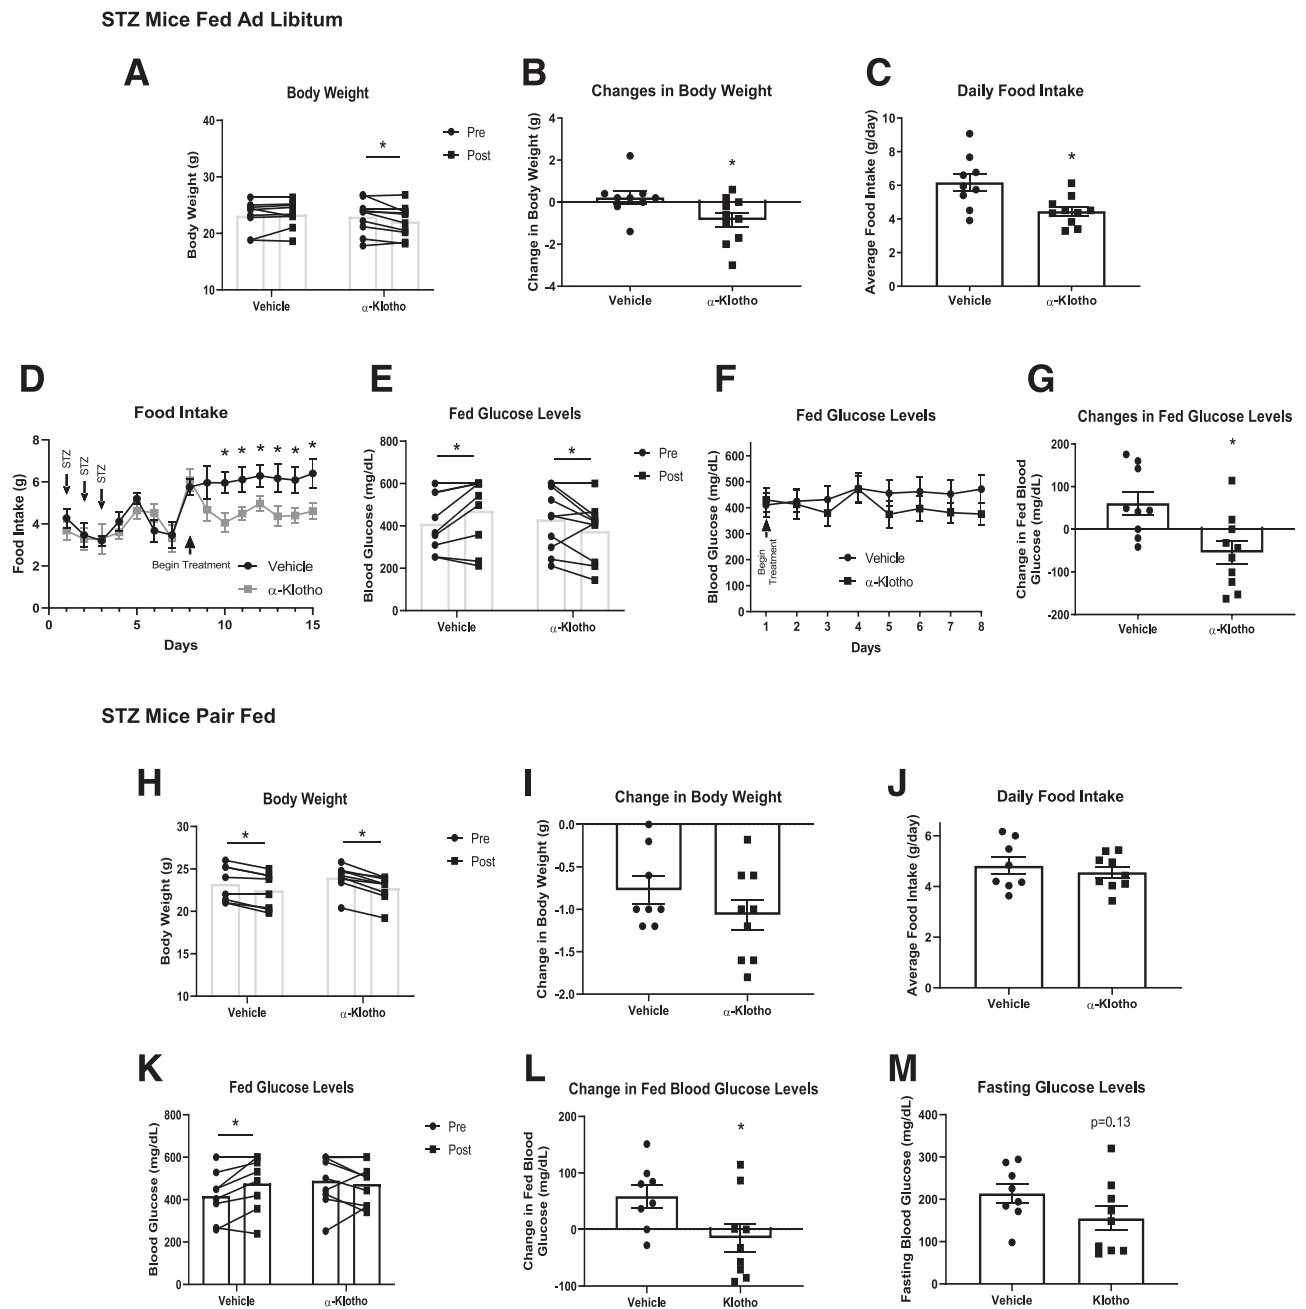 STZ Mice Fed Ad Libitum
A
Body Weight
Body Weight (g)
40
30
20
10
Vehicle
α-Klotho
*
Pre
Post
B
Changes in Body Weight
Change in Body Weight (g)
4
2
0
-2
-4
*
Vehicle
α-Klotho
C
Daily Food Intake
Average Food Intake (g/day)
10
8
6
4
2
0
*
Vehicle
α-Klotho
D
Food Intake
Food Intake (g)
8
6
4
2
0
STZ
STZ
STZ
* * * * * *
Begin Treatment
Vehicle
α-Klotho
0 5 10 15
Days
E
Fed Glucose Levels
Blood Glucose (mg/dL)
800
600
400
200
0
*
*
Pre
Post
Vehicle
α-Klotho
F
Fed Glucose Levels
Blood Glucose (mg/dL)
600
500
400
300
200
100
0
Begin
Treatment
Vehicle
α-Klotho
1 2 3 4 5 6 7 8
Days
G
Changes in Fed Glucose Levels
Change in Fed Blood
Glucose (mg/dL)
200
100
0
-100
-200
*
Vehicle
α-Klotho
STZ Mice Pair Fed
H
Body Weight
Body Weight (g)
30
25
20
15
10
*
*
Pre
Post
Vehicle
α-Klotho
I
Change in Body Weight
Change in Body Weight (g)
0.0
-0.5
-1.0
-1.5
-2.0
Vehicle
α-Klotho
J
Daily Food Intake
Average Food Intake (g/day)
6
4
2
0
Vehicle
α-Klotho
K
Fed Glucose Levels
Blood Glucose (mg/dL)
800
600
400
200
0
*
Pre
Post
Vehicle
α-Klotho
L
Change in Fed Blood Glucose Levels
Change in Fed Blood
Glucose (mg/dL)
200
100
0
-100
*
Vehicle
Klotho
M
Fasting Glucose Levels
Fasting Blood Glucose (mg/dL)
400
300
200
100
0
p=0.13
Vehicle
Klotho